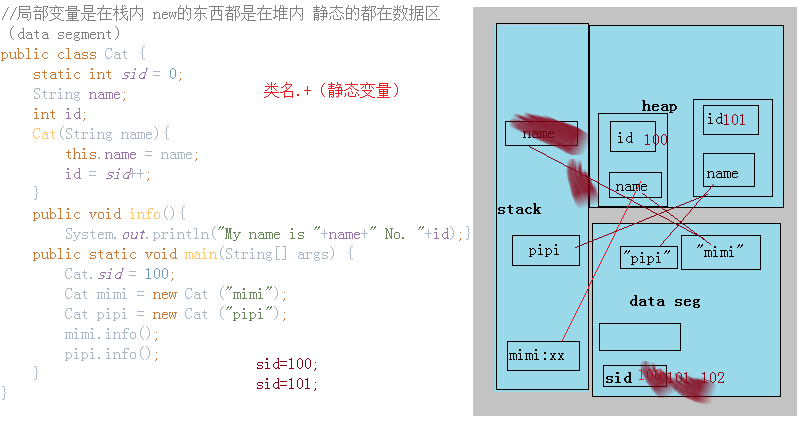 //局部变量是在栈内 new的东西都是在堆内 静态的都在数据区
（data segment）
public class Cat {
static int sid = 0;
String name;
int id;
Cat(String name){
this.name = name;
id = sid++;
}
public void info(){
System.out.println("My name is "+name+" No. "+id);}
public static void main(String[] args) {
Cat.sid = 100;
Cat mimi = new Cat ("mimi");
Cat pipi = new Cat ("pipi");
mimi.info();
pipi.info();
}
}
类名.+（静态变量）
sid=100;
sid=101;
heap
id 100
name
id101
name
name
stack
pipi
mimi:xx
"pipi"
"mimi"
data seg
sid 100 101 102